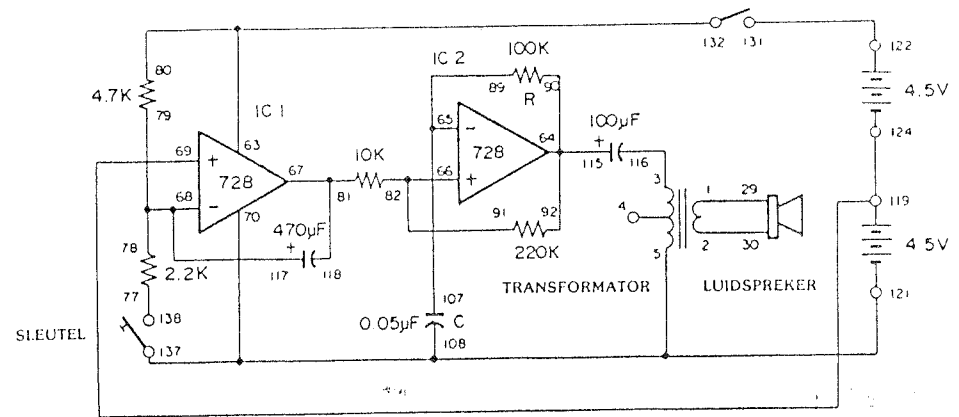 132 131
122
4.5V
124
119
4.5V
121
80
4.7K
79
IC 1
69 +
63
728
67
68 -
70
78
2.2K
77
138
SLEUTEL
137
470µF
+
117 118
10K
81 82
IC 2
100K
89 90
R
65 -
728
64
66 +
91 92
220K
107
0.05µF C
108
100µF
+
115 116
3
4
5
1
2
29
30
TRANSFORMATOR
LUIDSPREKER